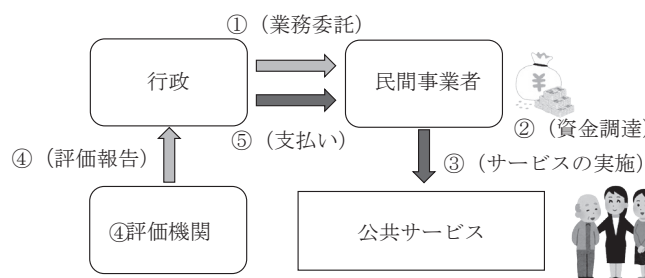 ①（業務委託）
行政
民間事業者
¥
②（資金調達）
⑤（支払い）
④（評価報告）
③（サービスの実施）
④評価機関
公共サービス